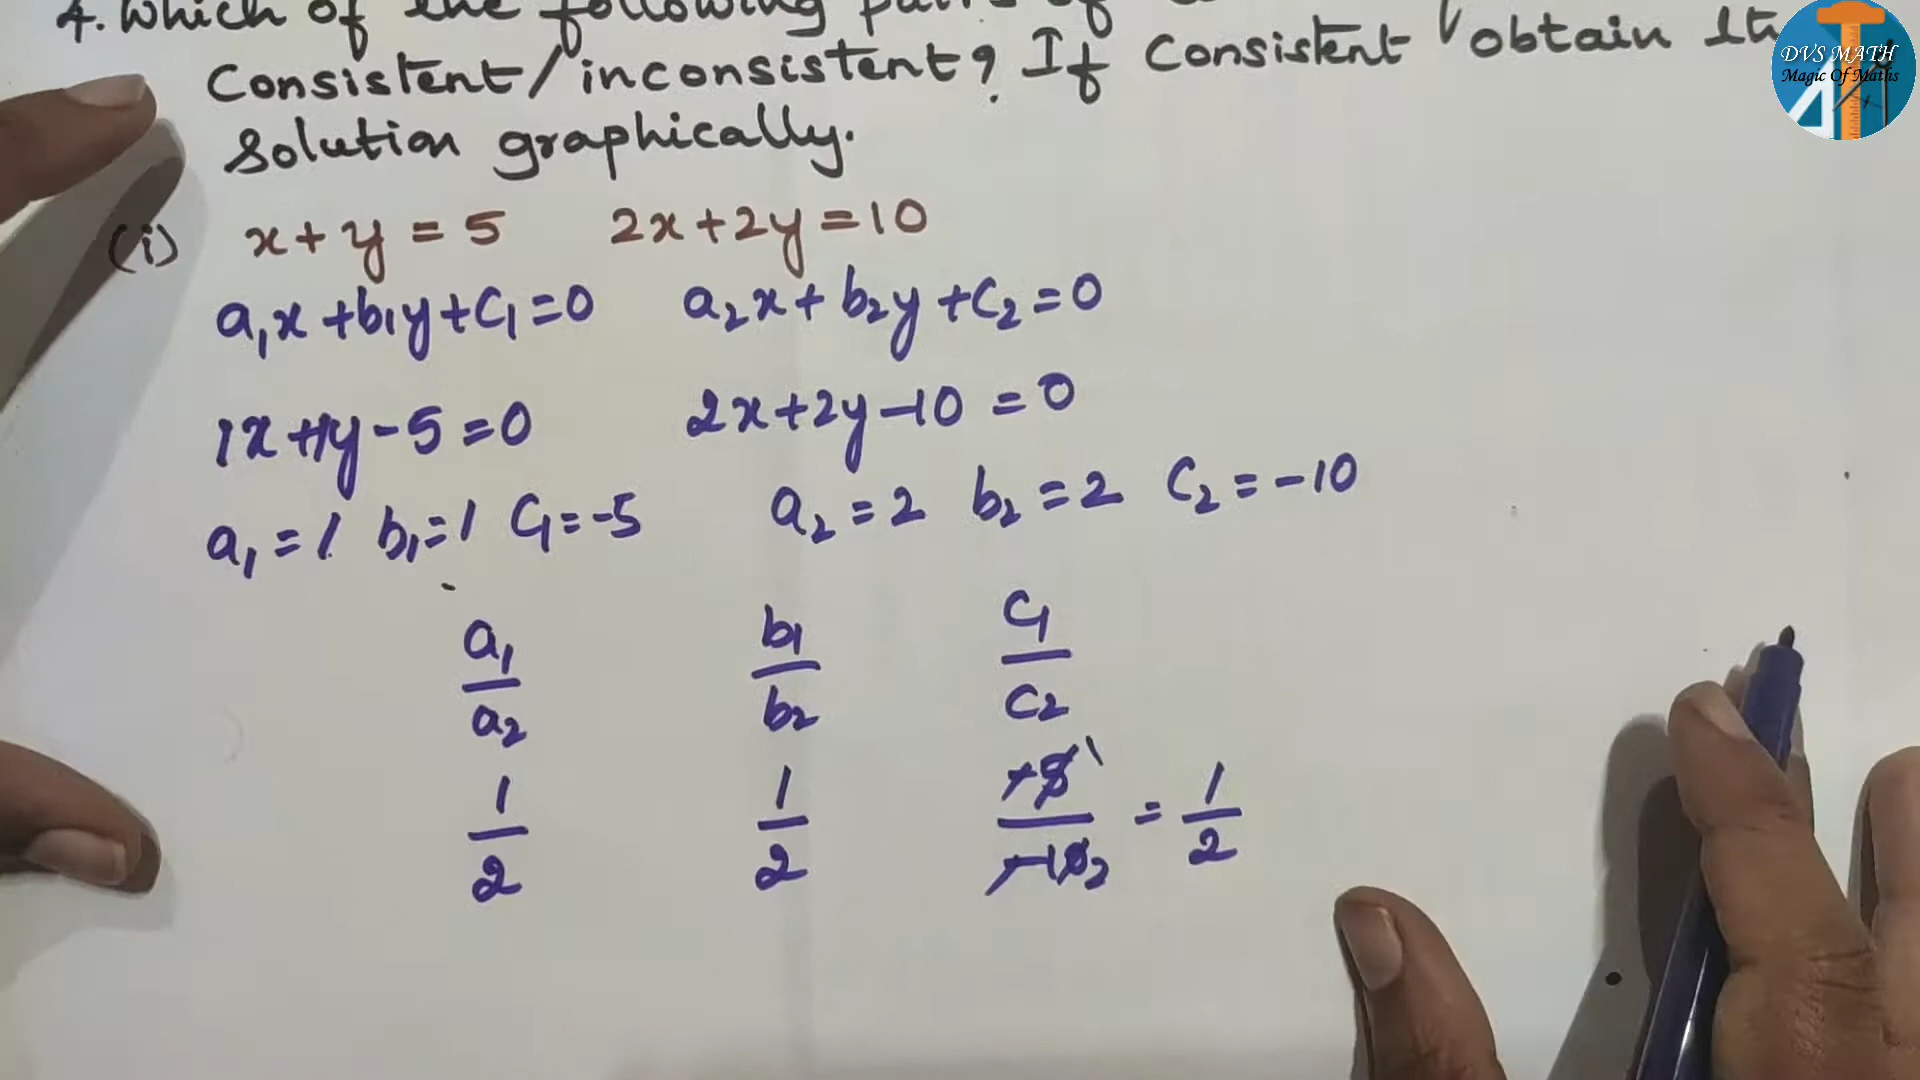 4. Which of the following pairs of
Consistent/inconsistent? If Consistent, obtain
Solution graphically.
(i) x + y = 5 2x + 2y = 10
a₁x + b₁y + C₁ = 0 a₂x + b₂y + C₂ = 0
1x + 1y - 5 = 0 2x + 2y - 10 = 0
a₁ = 1 b₁ = 1 C₁ = -5 a₂ = 2 b₂ = 2 C₂ = -10
a₁/a₂ b₁/b₂ C₁/C₂
1/2 1/2 -5/-10 = 1/2
DVS MATH
Magic Of Maths